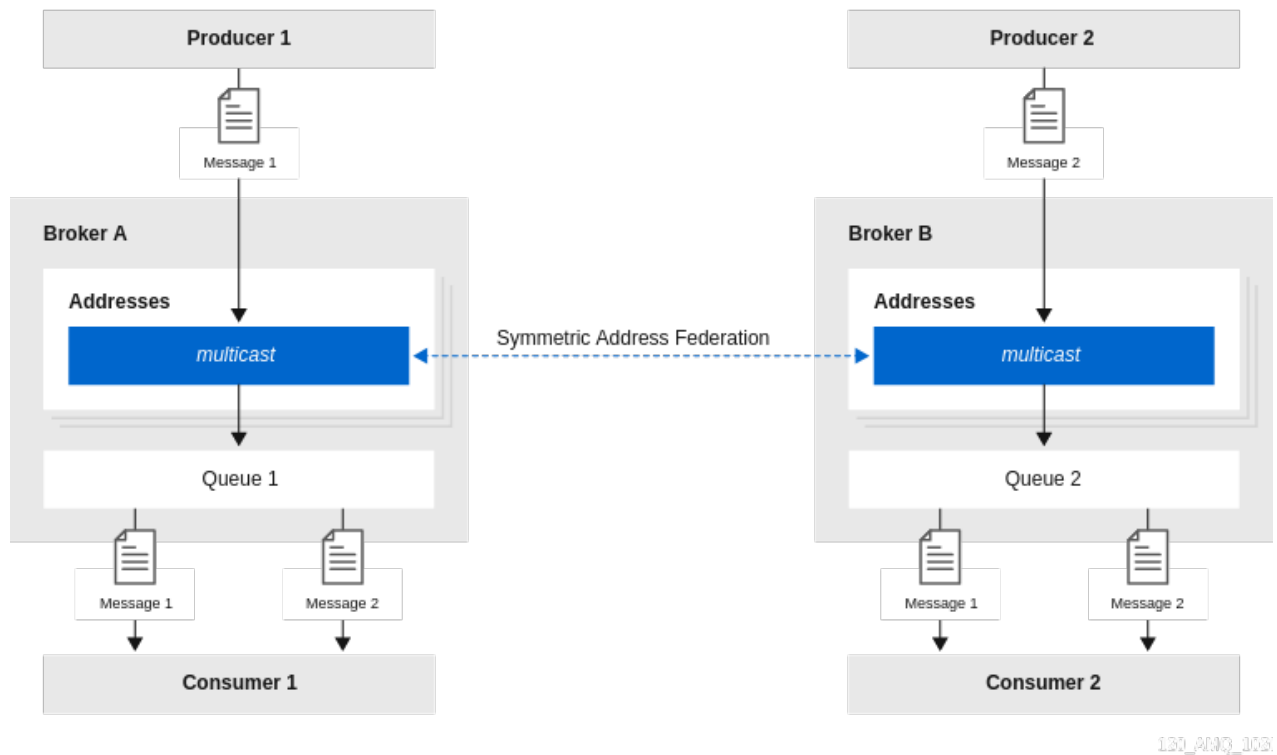 Producer 1
Producer 2
Message 1
Message 2
Broker A
Broker B
Addresses
Addresses
multicast
Symmetric Address Federation
multicast
Queue 1
Queue 2
Message 1
Message 2
Message 1
Message 2
Consumer 1
Consumer 2